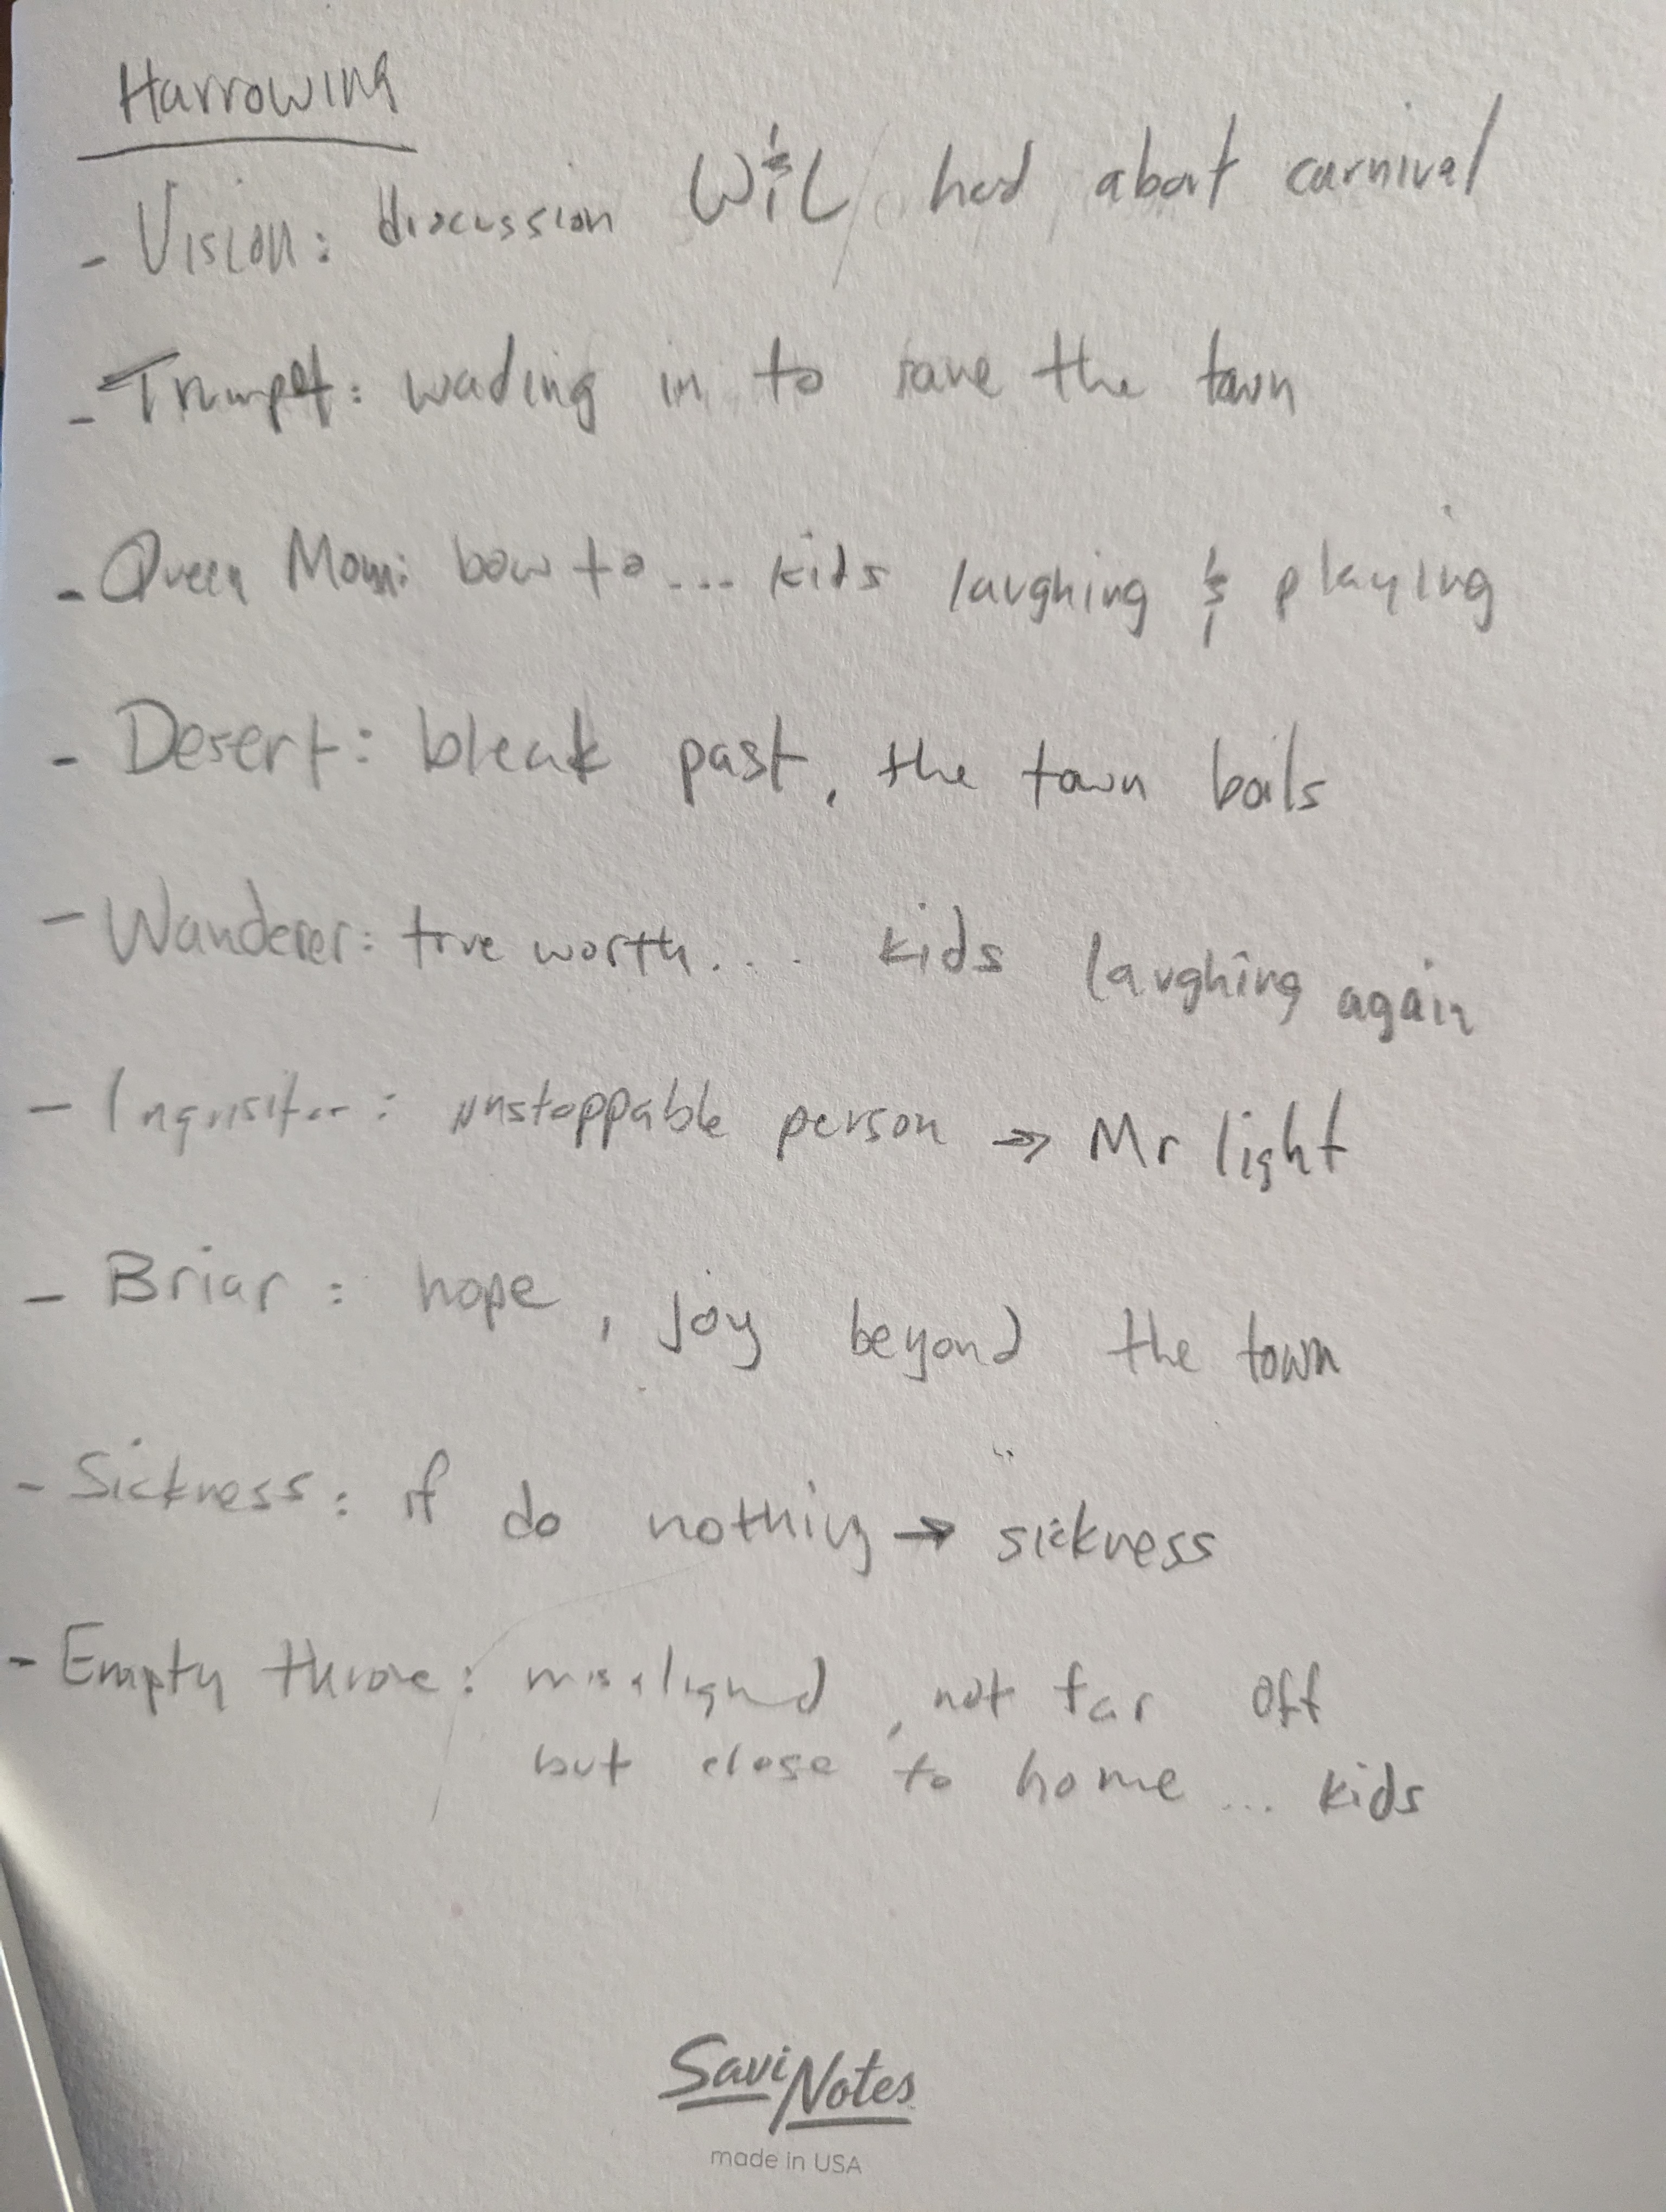 Harrowing
- Vision: discussion W & L had about carnival
- Trumpet: wading in to save the town
- Queen Mom: bow to... kids laughing & playing
- Desert: bleak past, the town boils
- Wanderer: true worth.... kids laughing again
- Inquisitor: unstoppable person → Mr light
- Briar: hope, joy beyond the town
- Sickness: if do nothing → sickness
- Empty throne: misaligned, not far off
but close to home... kids
Savi Notes
made in USA